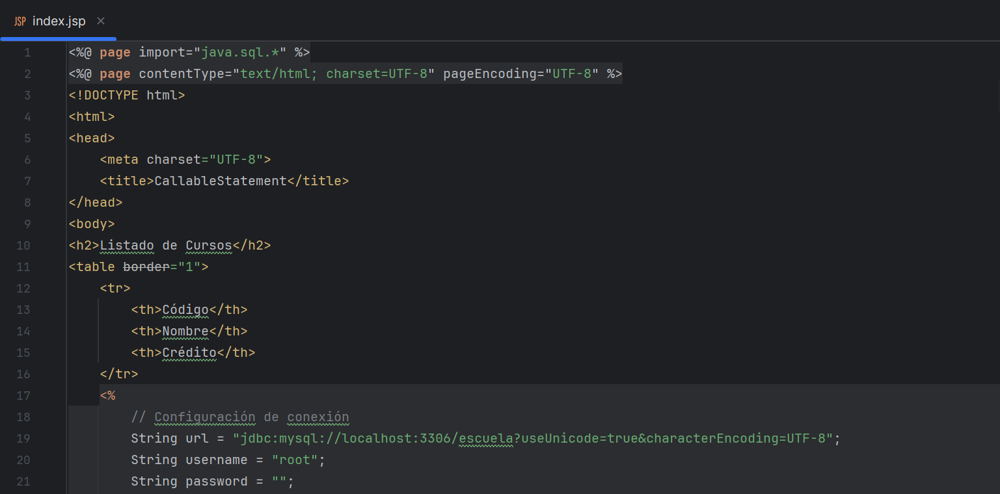 JSP index.jsp ×
1 <%@ page import="java.sql.*" %>
2 <%@ page contentType="text/html; charset=UTF-8" pageEncoding="UTF-8" %>
3 <!DOCTYPE html>
4 <html>
5 <head>
6     <meta charset="UTF-8">
7     <title>CallableStatement</title>
8 </head>
9 <body>
10 <h2>Listado de Cursos</h2>
11 <table border="1">
12     <tr>
13         <th>Código</th>
14         <th>Nombre</th>
15         <th>Crédito</th>
16     </tr>
17     <%
18         // Configuración de conexión
19         String url = "jdbc:mysql://localhost:3306/escuela?useUnicode=true&characterEncoding=UTF-8";
20         String username = "root";
21         String password = "";